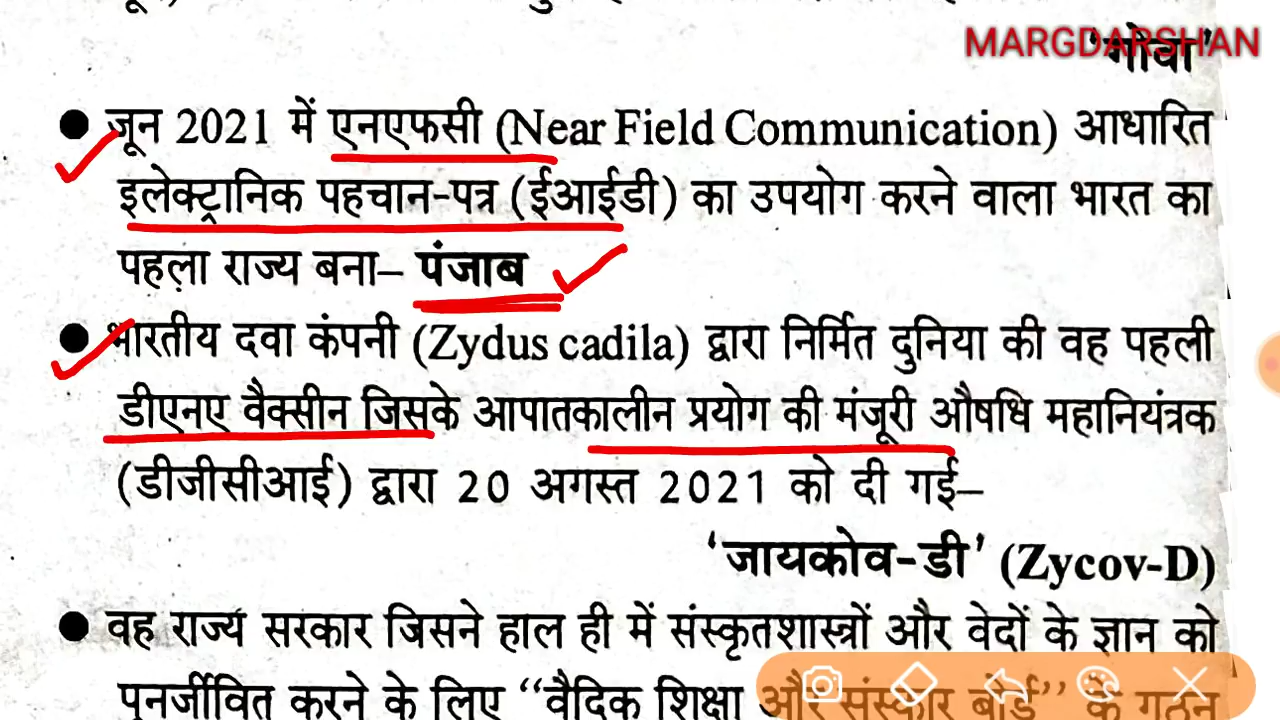 MARGDARSHAN
'गोवा'
● जून 2021 में एनएफसी (Near Field Communication) आधारित
इलेक्ट्रानिक पहचान-पत्र (ईआईडी) का उपयोग करने वाला भारत का
पहला राज्य बना– पंजाब
● भारतीय दवा कंपनी (Zydus cadila) द्वारा निर्मित दुनिया की वह पहली
डीएनए वैक्सीन जिसके आपातकालीन प्रयोग की मंजूरी औषधि महानियंत्रक
(डीजीसीआई) द्वारा 20 अगस्त 2021 को दी गई–
'जायकोव-डी' (Zycov-D)
● वह राज्य सरकार जिसने हाल ही में संस्कृतशास्त्रों और वेदों के ज्ञान को
पुनर्जीवित करने के लिए “वैदिक शिक्षा और संस्कार बोर्ड” के गठन